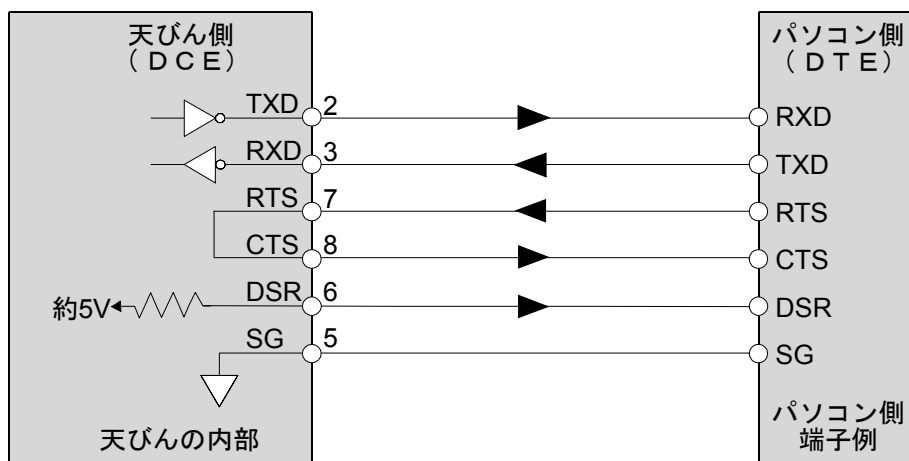 天びん側
（ＤＣＥ）
パソコン側
（ＤＴＥ）
TXD 2 RXD
RXD 3 TXD
RTS 7 RTS
CTS 8 CTS
約5V DSR 6 DSR
SG 5 SG
天びんの内部
パソコン側
端子例